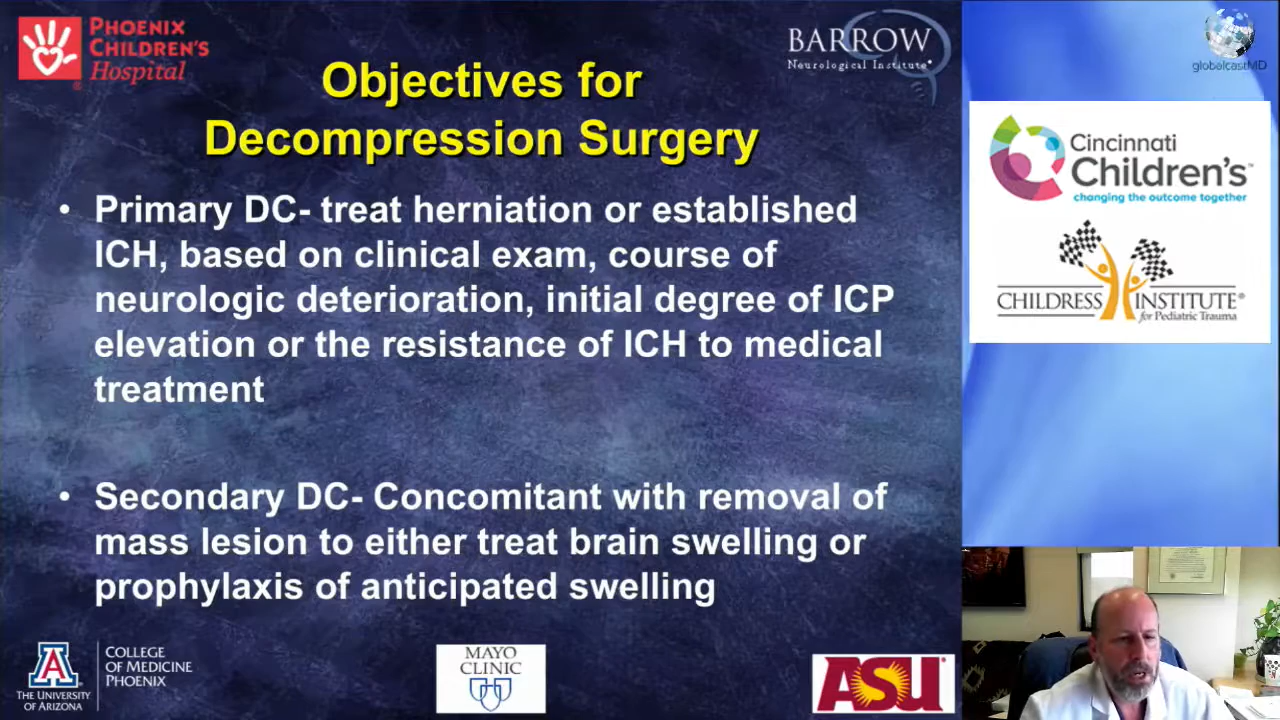 PHOENIX
CHILDREN'S
Hospital
BARROW
Neurological Institute®
globalcastMD
Objectives for
Decompression Surgery
• Primary DC- treat herniation or established
ICH, based on clinical exam, course of
neurologic deterioration, initial degree of ICP
elevation or the resistance of ICH to medical
treatment
• Secondary DC- Concomitant with removal of
mass lesion to either treat brain swelling or
prophylaxis of anticipated swelling
Cincinnati
Children's™
changing the outcome together
CHILDRESS INSTITUTE®
for Pediatric Trauma
A
THE UNIVERSITY
OF ARIZONA
COLLEGE
OF MEDICINE
PHOENIX
MAYO
CLINIC
ASU